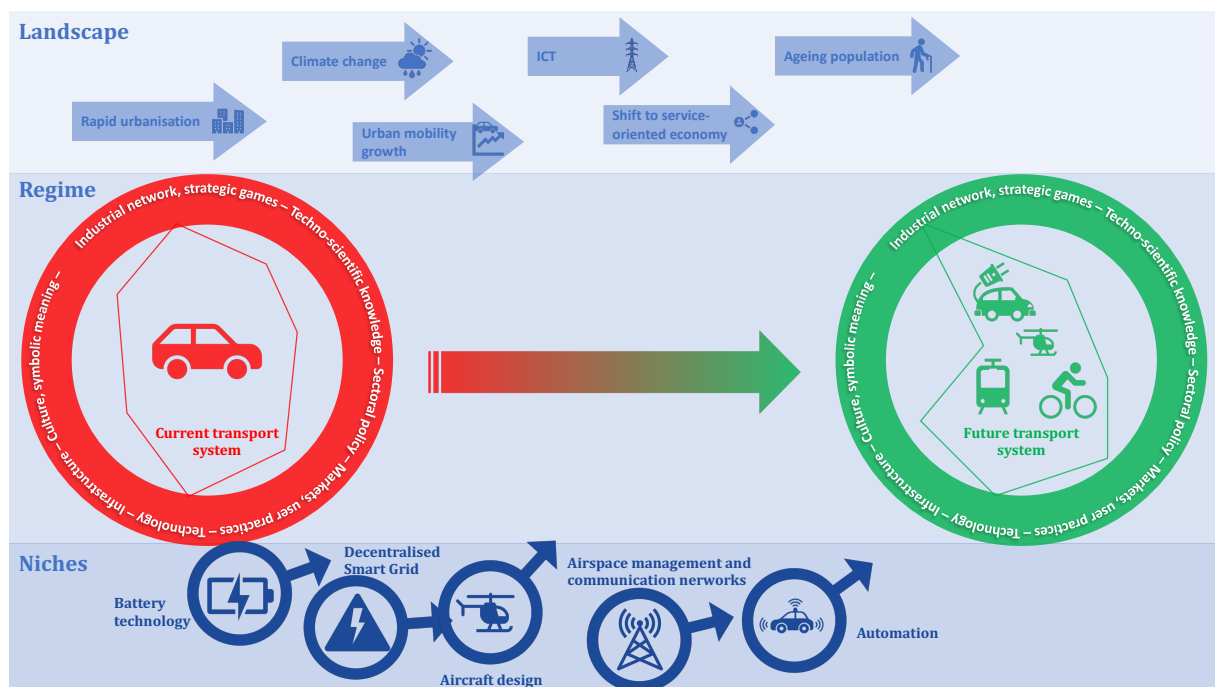 Landscape
Climate change
ICT
Ageing population
Rapid urbanisation
Urban mobility
growth
Shift to service-
oriented economy
Regime
Industrial network, strategic games – Techno-scientific knowledge – Sectoral policy – Markets, user practices – Technology – Infrastructure – Culture, symbolic meaning –
Current transport
system
Industrial network, strategic games – Techno-scientific knowledge – Sectoral policy – Markets, user practices – Technology – Infrastructure – Culture, symbolic meaning –
Future transport
system
Niches
Battery
technology
Decentralised
Smart Grid
Aircraft design
Airspace management and
communication neworks
Automation